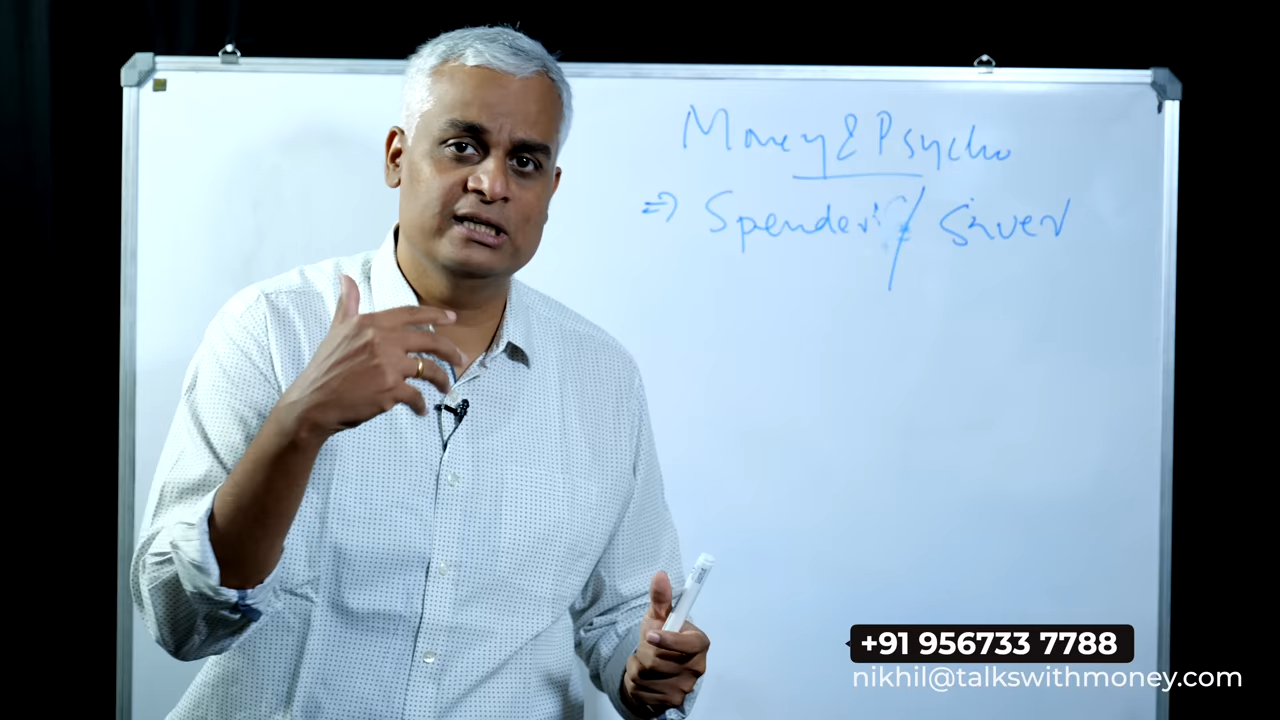 Money & Psycho
⇒ Spender / Saver
+91 956733 7788
nikhil@talkswithmoney.com